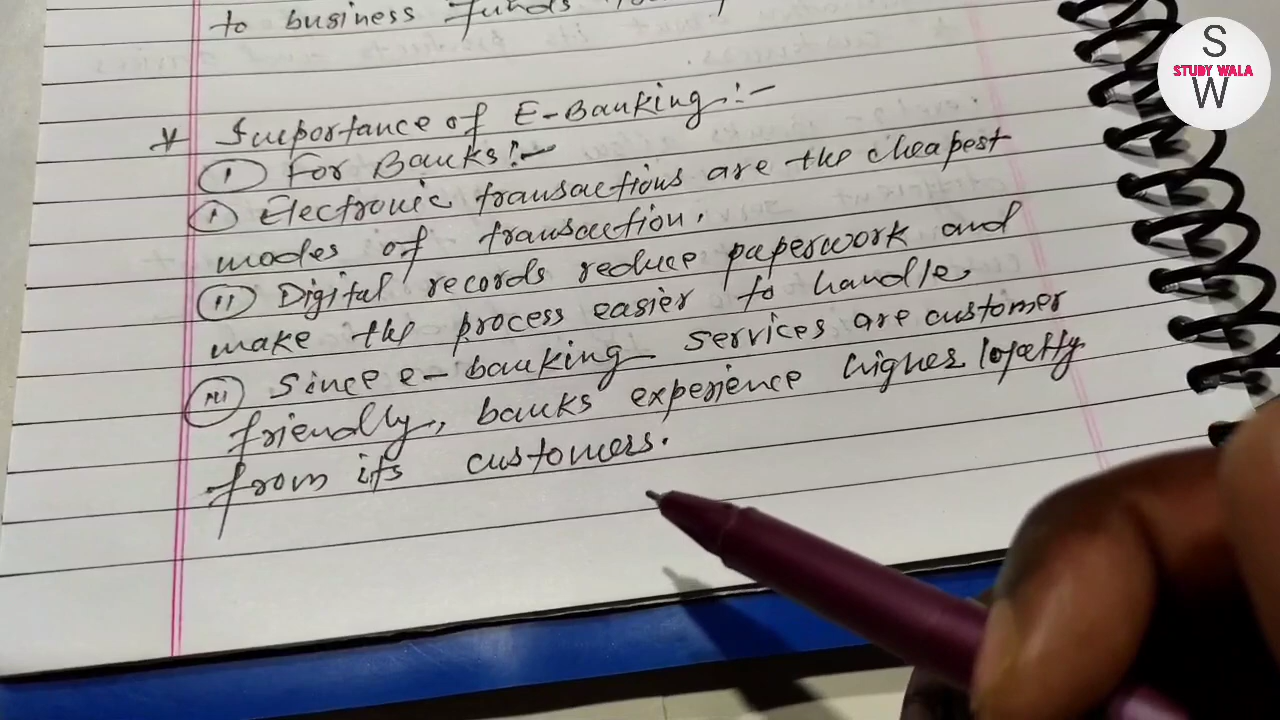 to business funds
* Importance of E-Banking:-
I For Banks:-
I Electronic transactions are the cheapest
modes of transaction.
II Digital records reduce paperwork and
make the process easier to handle.
III Since e-banking services are customer
friendly, banks experience higher loyalty
from its customers.
S
STUDY WALA
W